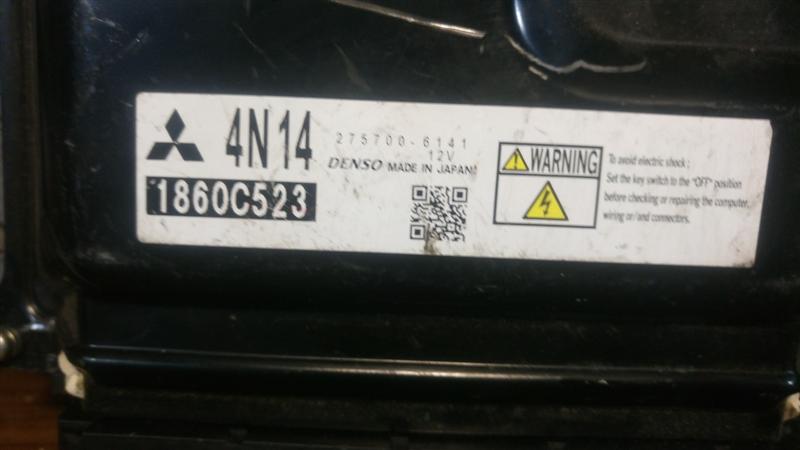 4N14
275700-6141
12V
DENSO MADE IN JAPAN
1860C523
WARNING
To avoid electric shock ;
Set the key switch to the "OFF" position
before checking or repairing the computer,
wiring or/and connectors.